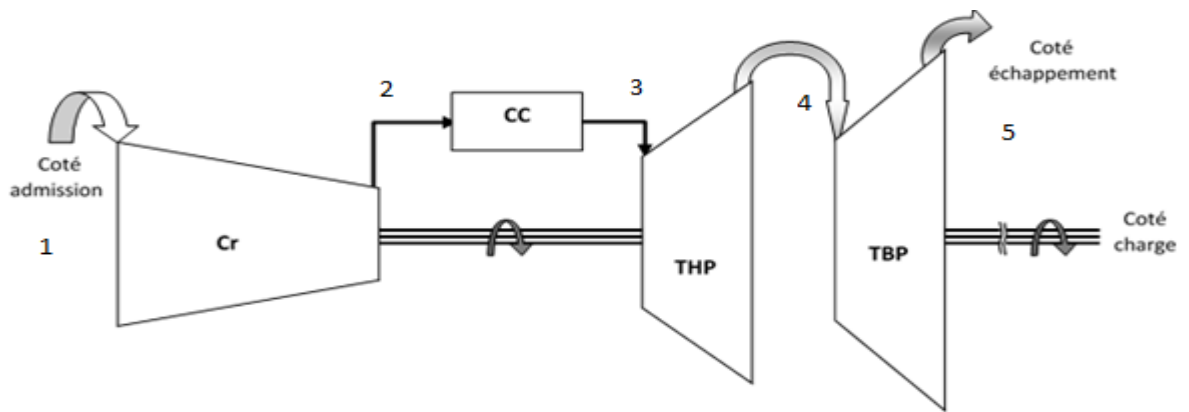 Coté
échappement
2
3
CC
4
5
Coté
admission
1
Cr
THP
TBP
Coté
charge